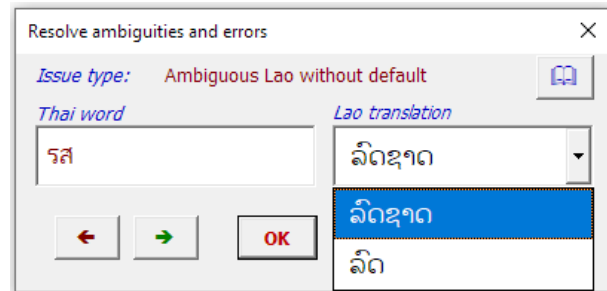 Resolve ambiguities and errors
Issue type: Ambiguous Lao without default
Thai word Lao translation
รส ລົດຊາດ
ລົດຊາດ
OK ລົດ